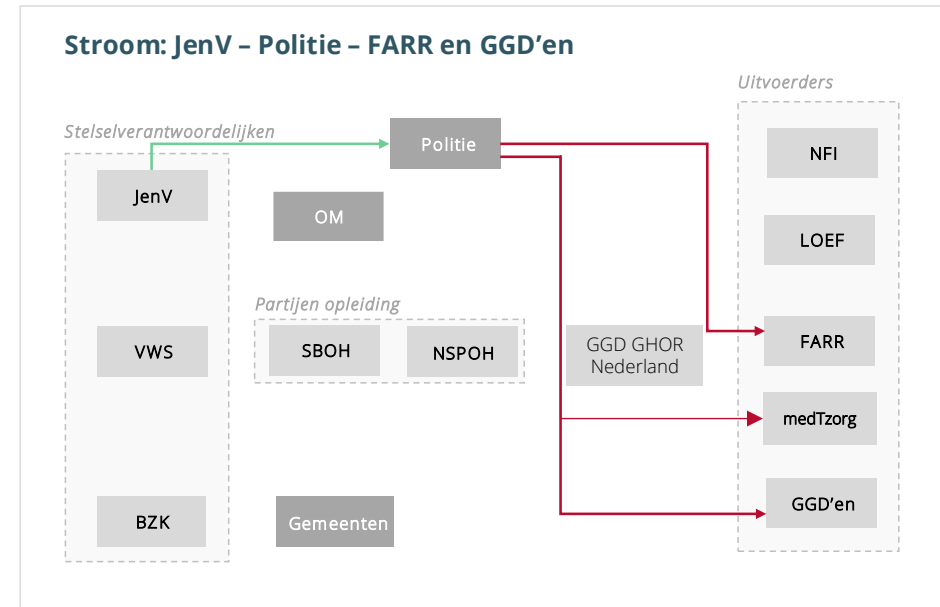 Stroom: JenV – Politie – FARR en GGD’en
Uitvoerders
Stelselverantwoordelijken
Politie
NFI
JenV
OM
LOEF
Partijen opleiding
VWS
SBOH
NSPOH
GGD GHOR
Nederland
FARR
medTzorg
BZK
Gemeenten
GGD’en